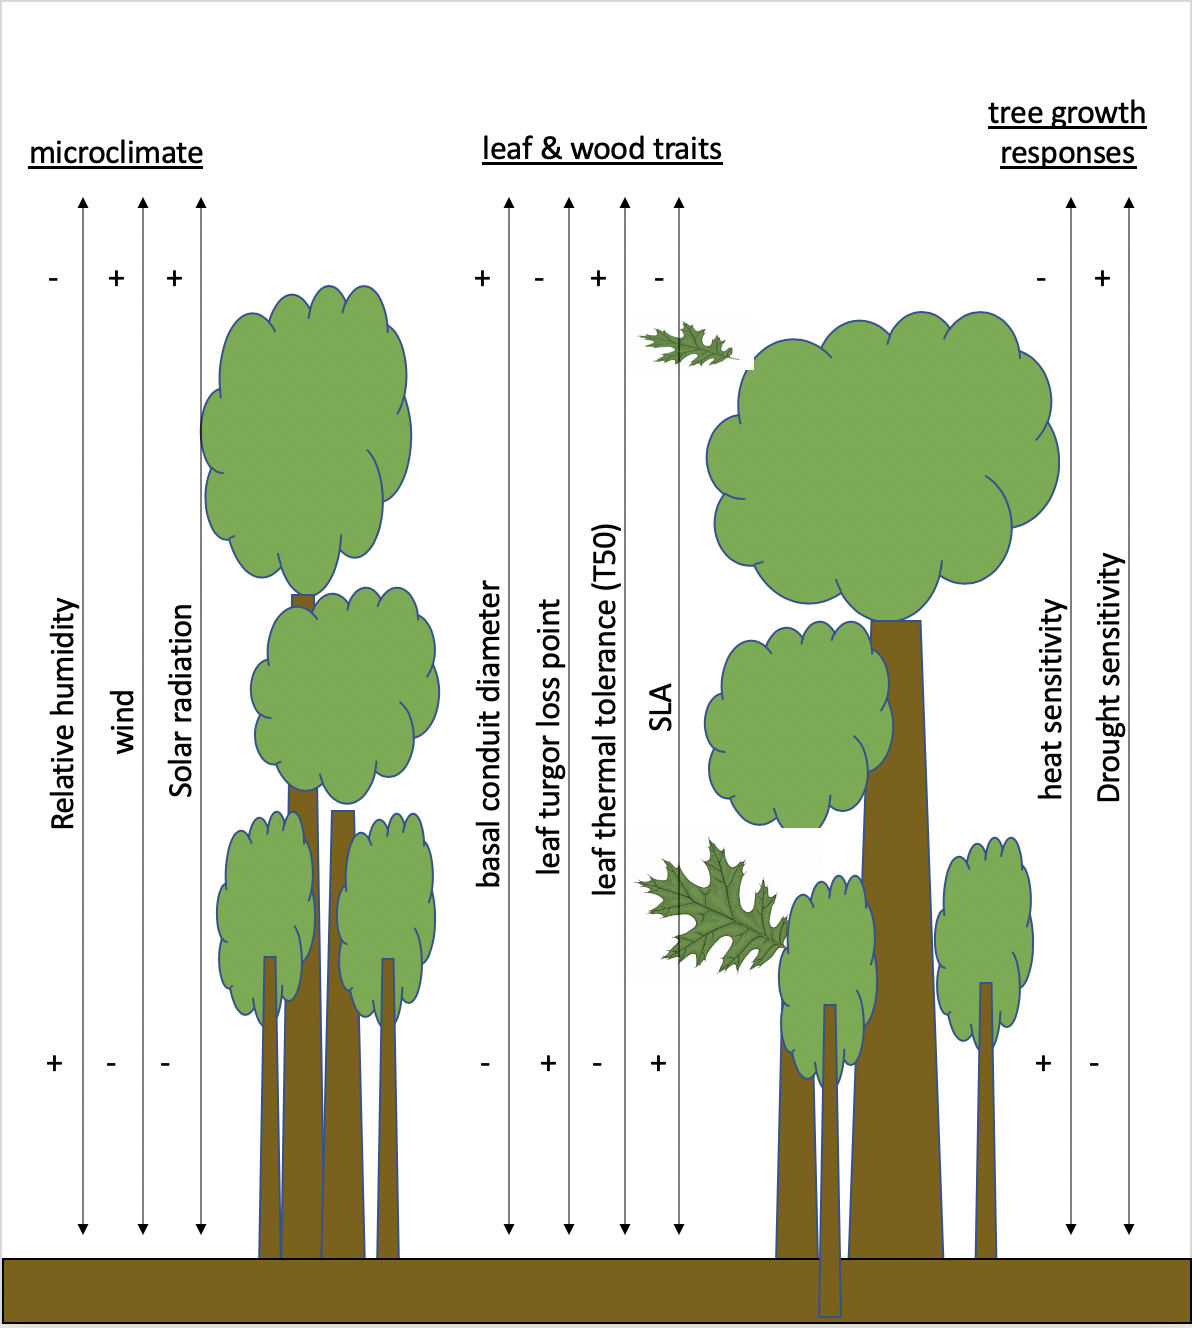 microclimate
leaf & wood traits
tree growth
responses
- + +
+ - + -
- +
Relative humidity
wind
Solar radiation
basal conduit diameter
leaf turgor loss point
leaf thermal tolerance (T50)
SLA
heat sensitivity
Drought sensitivity
+ - -
- + - +
+ -